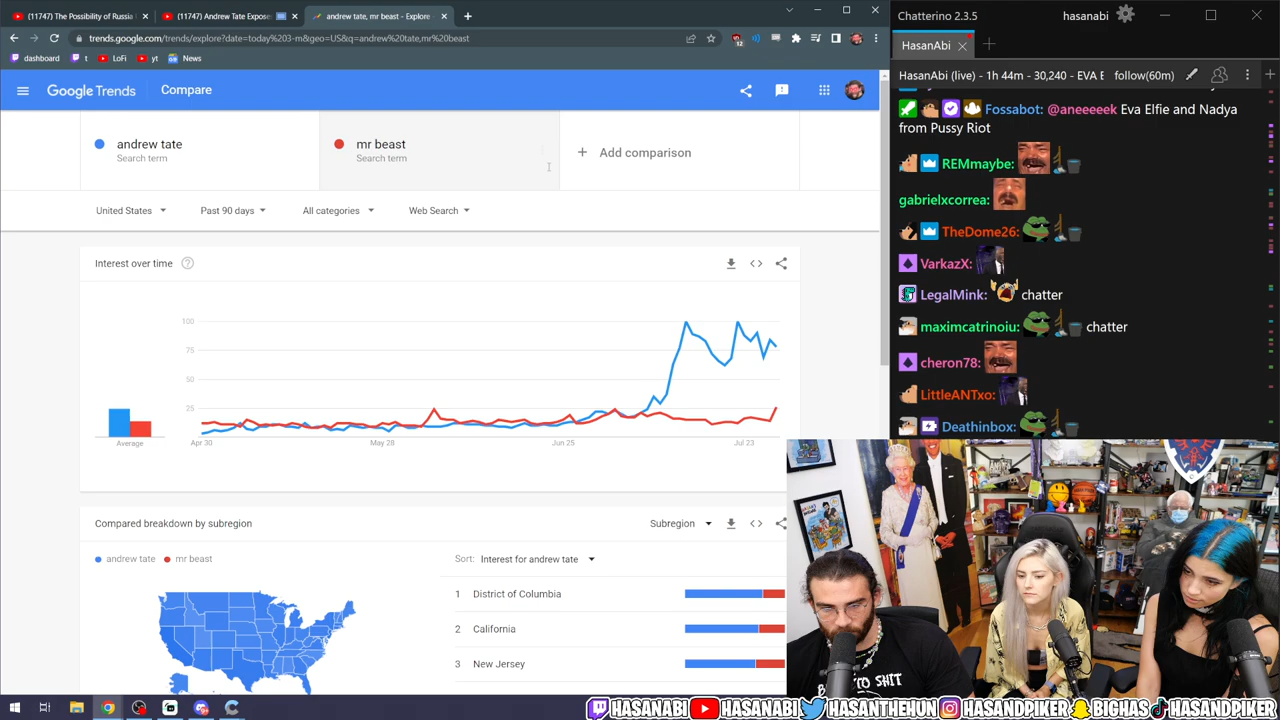 (11747) The Possibility of Russia
(11747) Andrew Tate Expose
andrew tate, mr beast - Explore
trends.google.com/trends/explore?date=today%203-m&geo=US&q=andrew%20tate,mr%20beast
12
dashboard
t
LoFi
yt
News
Google Trends
Compare
andrew tate
Search term
mr beast
Search term
+ Add comparison
United States
Past 90 days
All categories
Web Search
Interest over time
100
75
50
25
Average
Apr 30
May 28
Jun 25
Jul 23
Compared breakdown by subregion
Subregion
andrew tate
mr beast
Sort: Interest for andrew tate
1 District of Columbia
2 California
3 New Jersey
Chatterino 2.3.5
hasanabi
HasanAbi
HasanAbi (live) - 1h 44m - 30,240 - EVA E
follow(60m)
Fossabot: @aneeeeek Eva Elfie and Nadya
from Pussy Riot
REMmaybe:
gabrielxcorrea:
TheDome26:
VarkazX:
LegalMink: chatter
maximcatrinoiu: chatter
cheron78:
LittleANTxo:
Deathinbox:
HASANABI
HASANABI
HASANTHEHUN
HASANDPIKER
BIGHAS
HASANDPIKER